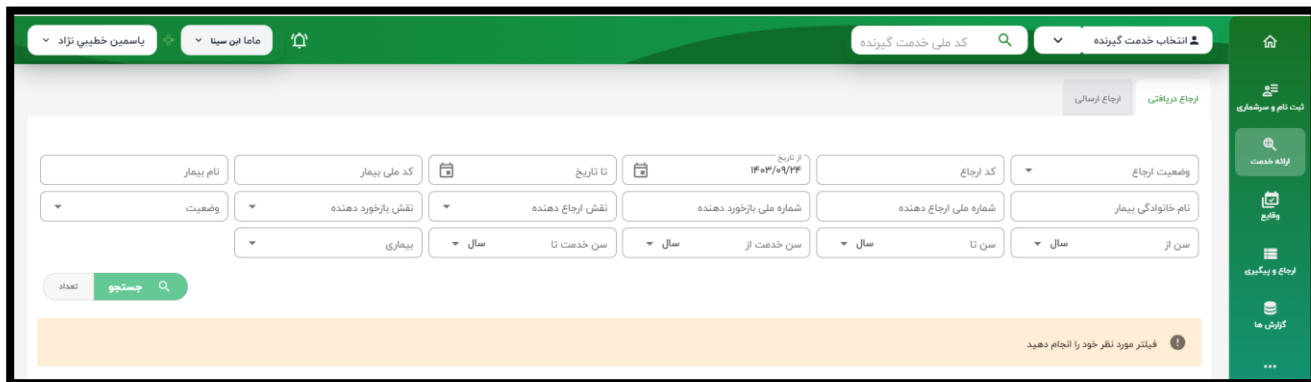 انتخاب خدمت گیرنده
کد ملی خدمت گیرنده
ماما ابن سینا
یاسمین خطیبي نژاد
ثبت نام و سرشماری
ارائه خدمت
وقایع
ارجاع و پیگیری
گزارش ها
ارجاع دریافتی
ارجاع ارسالی
وضعیت ارجاع
کد ارجاع
از تاریخ
۱۴۰۳/۰۹/۲۴
تا تاریخ
کد ملی بیمار
نام بیمار
نام خانوادگی بیمار
شماره ملی ارجاع دهنده
شماره ملی بازخورد دهنده
نقش ارجاع دهنده
نقش بازخورد دهنده
وضعیت
سن از سال
سن تا سال
سن خدمت از سال
سن خدمت تا سال
بیماری
جستجو
تعداد
فیلتر مورد نظر خود را انجام دهید